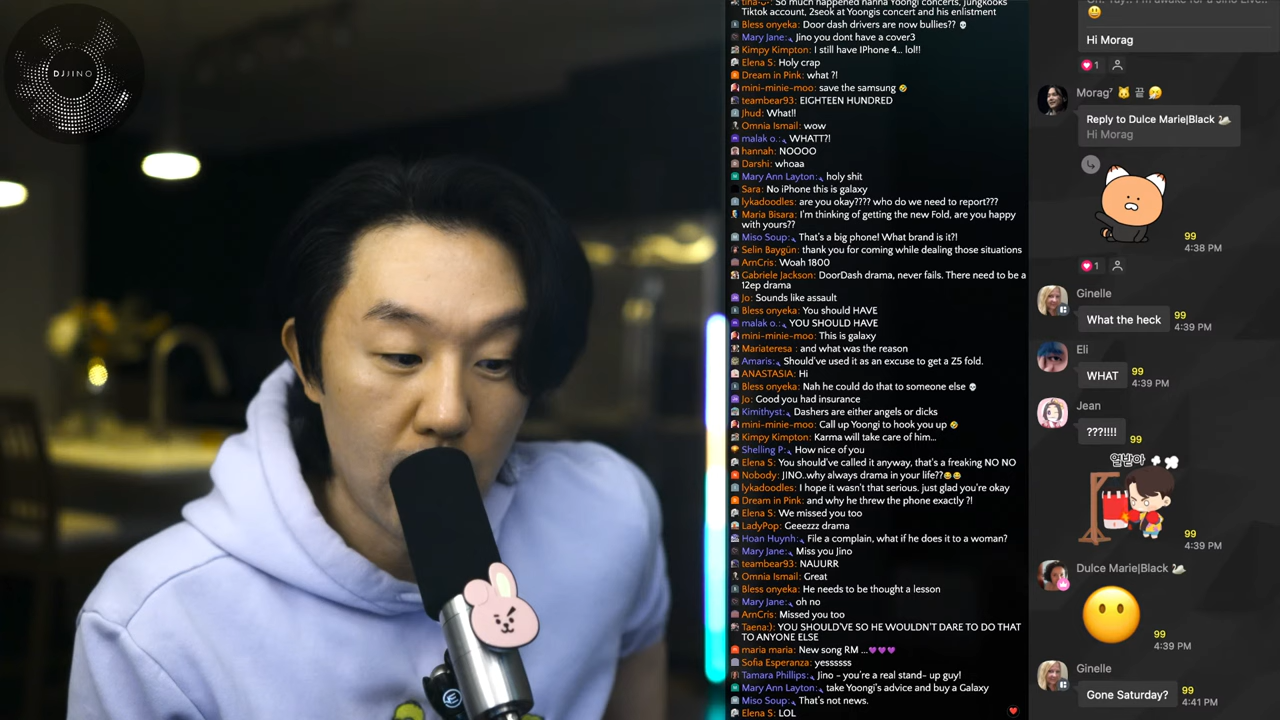 DJJINO
tina: So much happened nanna Yoongi concerts, Jungkooks
Tiktok account, 2seok at Yoongis concert and his enlistment
Bless onyeka: Door dash drivers are now bullies?? 💀
Mary Jane: Jino you dont have a cover3
Kimpy Kimpton: I still have IPhone 4... lol!!
Elena S: Holy crap
Dream in Pink: what ?!
mini-minie-moo: save the samsung 🤣
teambear93: EIGHTEEN HUNDRED
Jhud: What!!
Omnia Ismail: wow
malak o.: WHATT?!
hannah: NOOOO
Darshi: whoaa
Mary Ann Layton: holy shit
Sara: No iPhone this is galaxy
lykadoodles: are you okay???? who do we need to report???
Maria Bisara: I'm thinking of getting the new Fold, are you happy
with yours??
Miso Soup: That's a big phone! What brand is it?!
Selin Baygün: thank you for coming while dealing those situations
ArnCris: Woah 1800
Gabriele Jackson: DoorDash drama, never fails. There need to be a
12ep drama
Jo: Sounds like assault
Bless onyeka: You should HAVE
malak o.: YOU SHOULD HAVE
mini-minie-moo: This is galaxy
Mariateresa : and what was the reason
Amaris: Should've used it as an excuse to get a Z5 fold.
ANASTASIA: Hi
Bless onyeka: Nah he could do that to someone else 💀
Jo: Good you had insurance
Kimithyst: Dashers are either angels or dicks
mini-minie-moo: Call up Yoongi to hook you up 🤣
Kimpy Kimpton: Karma will take care of him...
Shelling P: How nice of you
Elena S: You should've called it anyway, that's a freaking NO NO
Nobody: JINO..why always drama in your life??😂😂
lykadoodles: I hope it wasn't that serious. just glad you're okay
Dream in Pink: and why he threw the phone exactly ?!
Elena S: We missed you too
LadyPop: Geeezzz drama
Hoan Huynh: File a complain, what if he does it to a woman?
Mary Jane: Miss you Jino
teambear93: NAURR
Omnia Ismail: Great
Bless onyeka: He needs to be thought a lesson
Mary Jane: oh no
ArnCris: Missed you too
Taena:): YOU SHOULD'VE SO HE WOULDN'T DARE TO DO THAT
TO ANYONE ELSE
maria maria: New song RM ...💜💜💜
Sofia Esperanza: yessssss
Tamara Phillips: Jino - you're a real stand- up guy!
Mary Ann Layton: take Yoongi's advice and buy a Galaxy
Miso Soup: That's not news.
Elena S: LOL
Hi Morag
1
Morag⁷ 🐱 끝 🤧
Reply to Dulce Marie|Black 🦢
Hi Morag
99
4:38 PM
1
Ginelle
What the heck
99
4:39 PM
Eli
WHAT
99
4:39 PM
Jean
???!!!!
99
열받아
99
4:39 PM
Dulce Marie|Black 🦢
99
4:39 PM
Ginelle
Gone Saturday?
99
4:41 PM